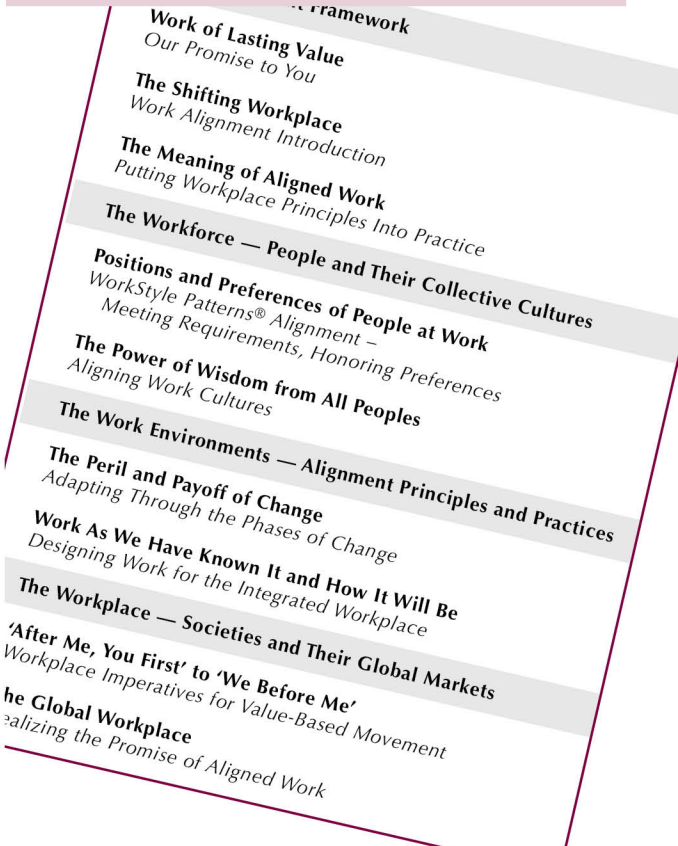 Framework
Work of Lasting Value
Our Promise to You
The Shifting Workplace
Work Alignment Introduction
The Meaning of Aligned Work
Putting Workplace Principles Into Practice
The Workforce — People and Their Collective Cultures
Positions and Preferences of People at Work
WorkStyle Patterns® Alignment –
Meeting Requirements, Honoring Preferences
The Power of Wisdom from All Peoples
Aligning Work Cultures
The Work Environments — Alignment Principles and Practices
The Peril and Payoff of Change
Adapting Through the Phases of Change
Work As We Have Known It and How It Will Be
Designing Work for the Integrated Workplace
The Workplace — Societies and Their Global Markets
‘After Me, You First’ to ‘We Before Me’
Workplace Imperatives for Value-Based Movement
he Global Workplace
ealizing the Promise of Aligned Work